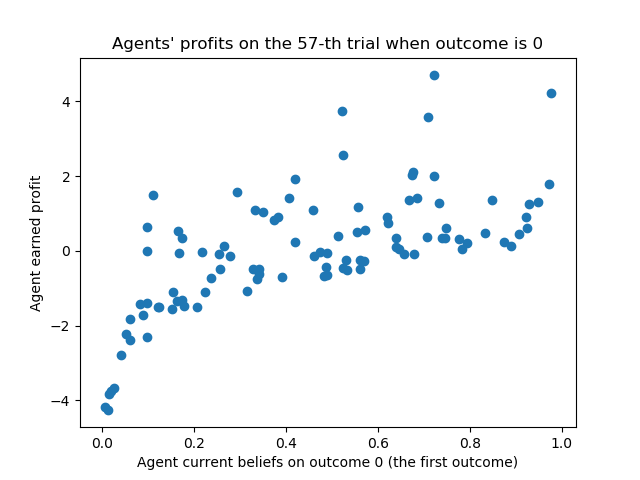 Agents' profits on the 57-th trial when outcome is 0
4
2
0
−2
−4
Agent earned profit
0.0 0.2 0.4 0.6 0.8 1.0
Agent current beliefs on outcome 0 (the first outcome)